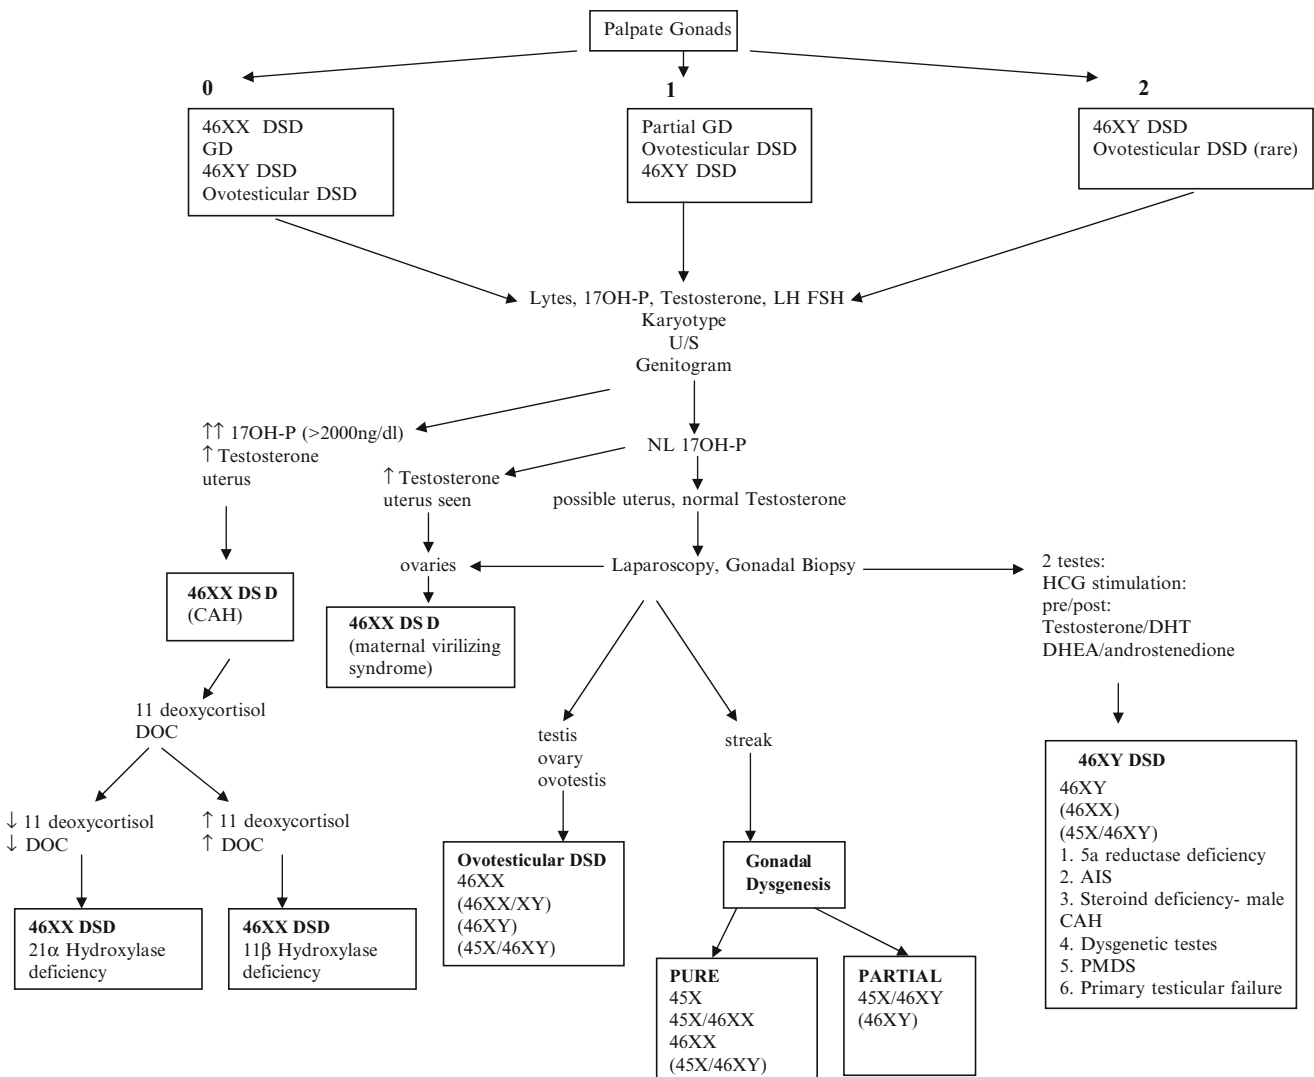 Palpate Gonads
0
1
2
46XX DSD
GD
46XY DSD
Ovotesticular DSD
Partial GD
Ovotesticular DSD
46XY DSD
46XY DSD
Ovotesticular DSD (rare)
Lytes, 17OH-P, Testosterone, LH FSH
Karyotype
U/S
Genitogram
↑↑ 17OH-P (>2000ng/dl)
↑ Testosterone
uterus
NL 17OH-P
↑ Testosterone
uterus seen
possible uterus, normal Testosterone
ovaries
Laparoscopy, Gonadal Biopsy
2 testes:
HCG stimulation:
pre/post:
Testosterone/DHT
DHEA/androstenedione
46XX DSD
(CAH)
46XX DSD
(maternal virilizing
syndrome)
11 deoxycortisol
DOC
testis
ovary
ovotestis
streak
↓ 11 deoxycortisol
↓ DOC
↑ 11 deoxycortisol
↑ DOC
46XX DSD
21α Hydroxylase
deficiency
46XX DSD
11β Hydroxylase
deficiency
Ovotesticular DSD
46XX
(46XX/XY)
(46XY)
(45X/46XY)
Gonadal
Dysgenesis
PURE
45X
45X/46XX
46XX
(45X/46XY)
PARTIAL
45X/46XY
(46XY)
46XY DSD
46XY
(46XX)
(45X/46XY)
1. 5a reductase deficiency
2. AIS
3. Steroind deficiency- male
CAH
4. Dysgenetic testes
5. PMDS
6. Primary testicular failure